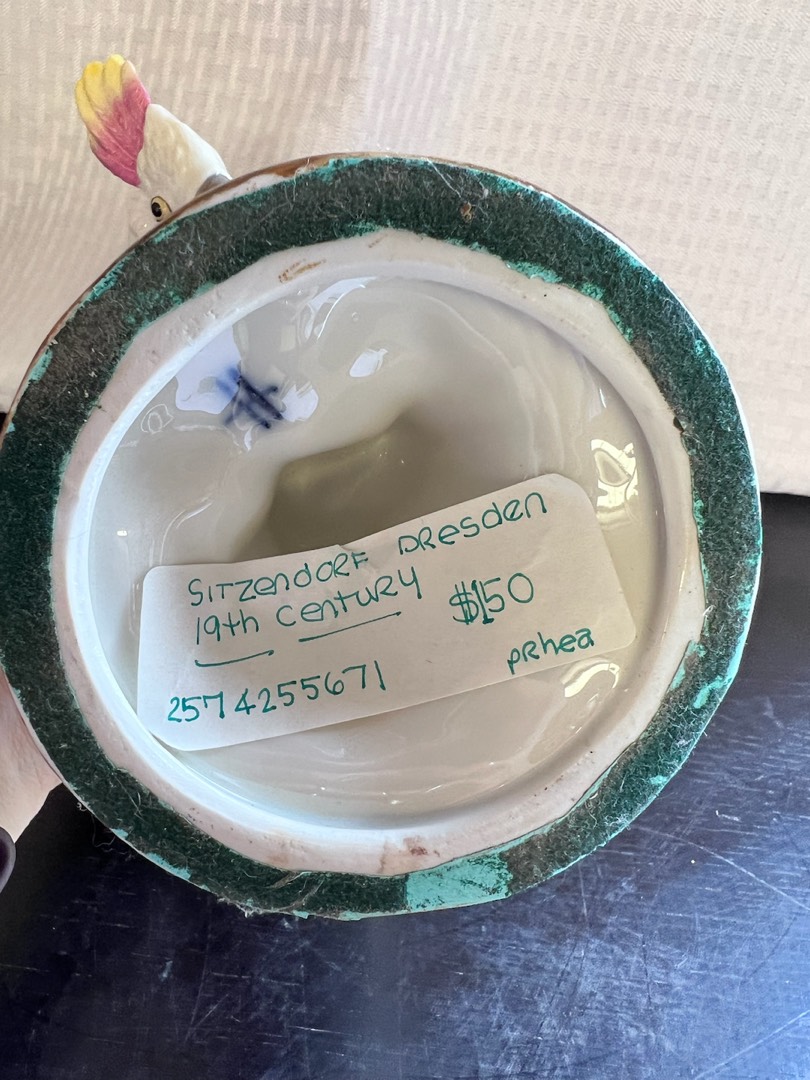 SITZENDORF DRESDEN
19th CENTURY $150
2574255671 pRhea